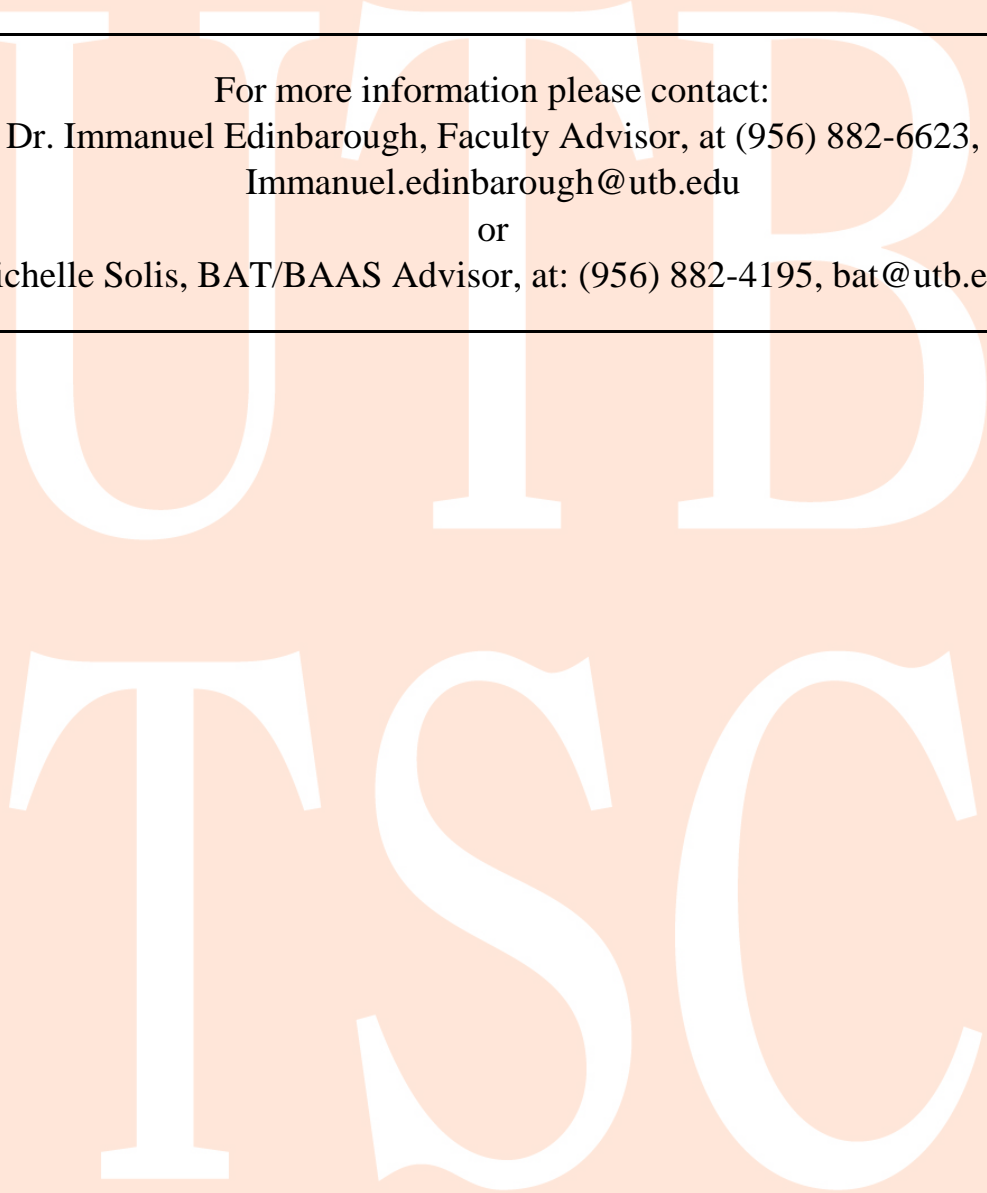 For more information please contact:
Dr. Immanuel Edinbarough, Faculty Advisor, at (956) 882-6623,
Immanuel.edinbarough@utb.edu
or
ichelle Solis, BAT/BAAS Advisor, at: (956) 882-4195, bat@utb.e
UTB
TSC